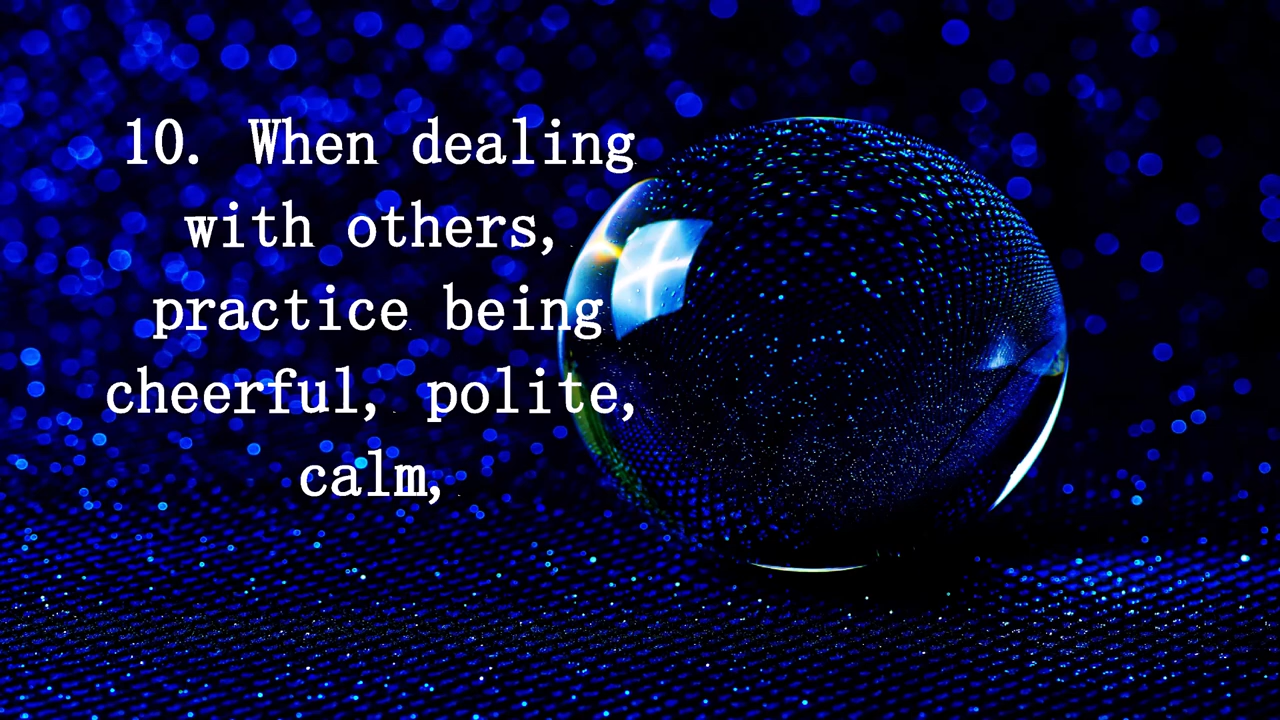 10. When dealing
with others,
practice being
cheerful, polite,
calm,